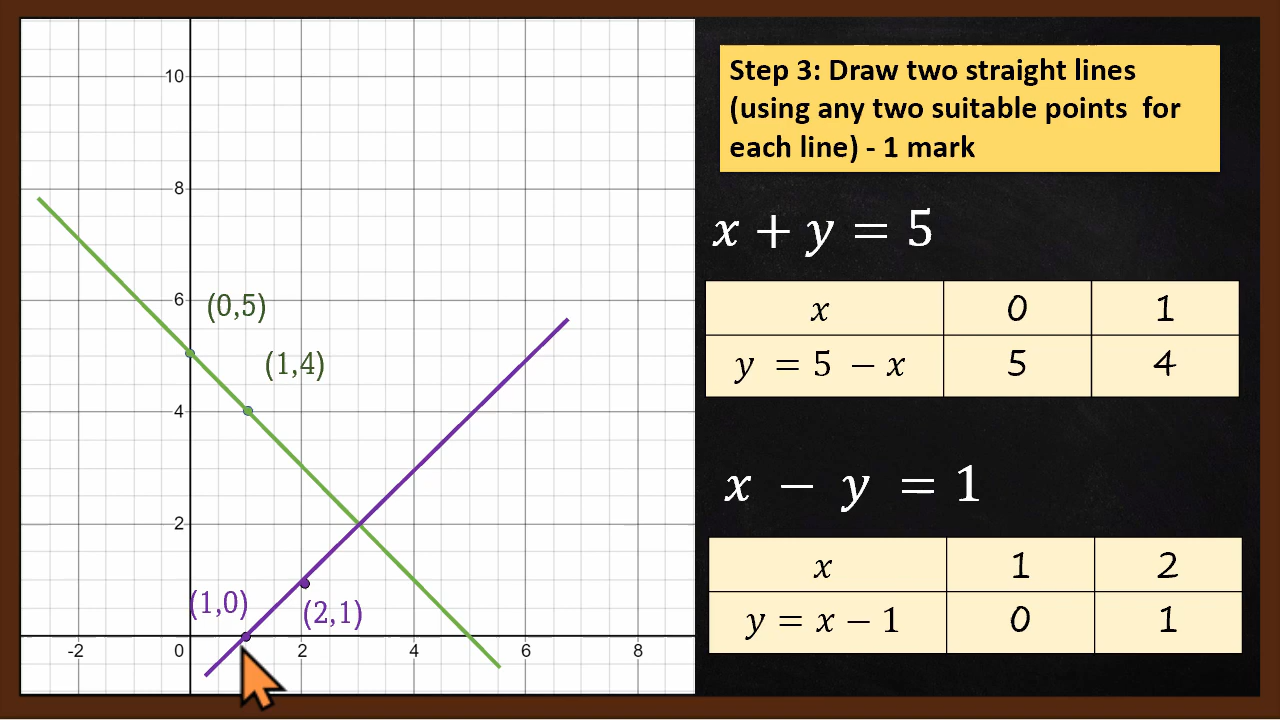 Step 3: Draw two straight lines
(using any two suitable points for
each line) - 1 mark
x + y = 5
x 0 1
y = 5 − x 5 4
x − y = 1
x 1 2
y = x − 1 0 1
10
8
6
4
2
-2 0 2 4 6 8
(0,5)
(1,4)
(1,0)
(2,1)